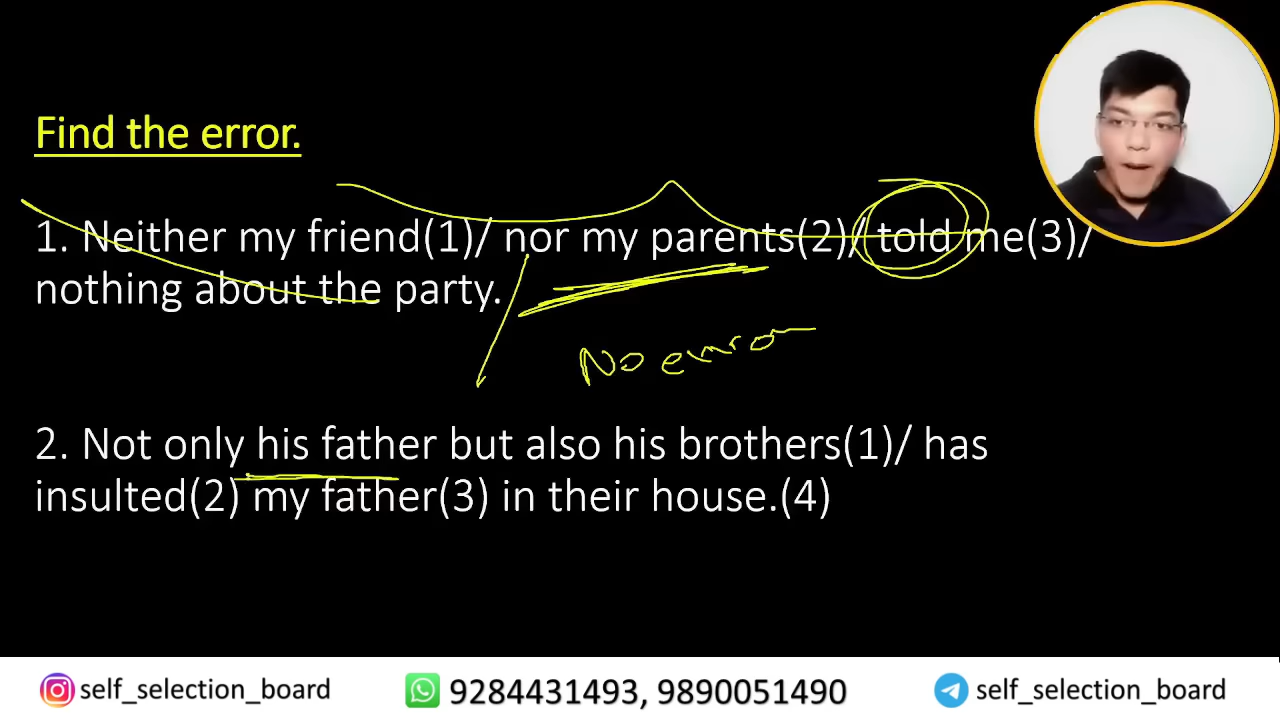 Find the error.
1. Neither my friend(1)/ nor my parents(2)/ told me(3)/
nothing about the party.
No error
2. Not only his father but also his brothers(1)/ has
insulted(2) my father(3) in their house.(4)
self_selection_board 9284431493, 9890051490 self_selection_board